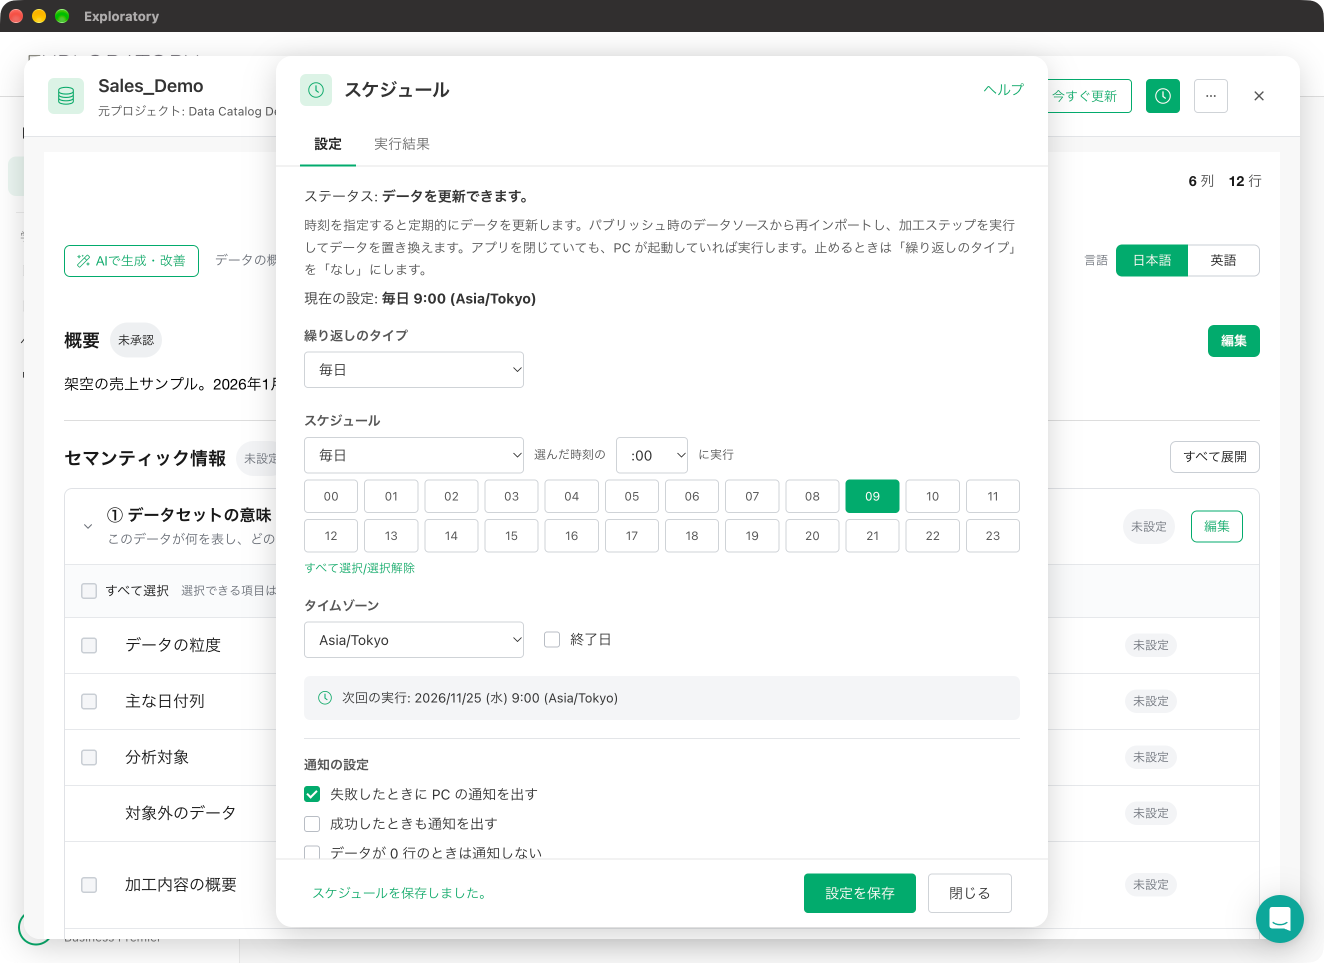 Exploratory
Sales_Demo
元プロジェクト: Data Catalog De
スケジュール
ヘルプ
今すぐ更新
設定
実行結果
6 列 12 行
ステータス: データを更新できます。
時刻を指定すると定期的にデータを更新します。パブリッシュ時のデータソースから再インポートし、加工ステップを実行
してデータを置き換えます。アプリを閉じていても、PC が起動していれば実行します。止めるときは「繰り返しのタイプ」
を「なし」にします。
現在の設定: 毎日 9:00 (Asia/Tokyo)
AIで生成・改善
データの概
言語
日本語
英語
繰り返しのタイプ
毎日
概要
未承認
編集
架空の売上サンプル。2026年1月
スケジュール
毎日
選んだ時刻の
:00
に実行
00 01 02 03 04 05 06 07 08 09 10 11
12 13 14 15 16 17 18 19 20 21 22 23
すべて選択/選択解除
セマンティック情報
未設定
すべて展開
① データセットの意味
このデータが何を表し、どの
未設定
編集
すべて選択
選択できる項目は
タイムゾーン
Asia/Tokyo
終了日
次回の実行: 2026/11/25 (水) 9:00 (Asia/Tokyo)
データの粒度
未設定
主な日付列
未設定
分析対象
未設定
対象外のデータ
未設定
加工内容の概要
未設定
通知の設定
失敗したときに PC の通知を出す
成功したときも通知を出す
データが 0 行のときは通知しない
スケジュールを保存しました。
設定を保存
閉じる
Business Premier